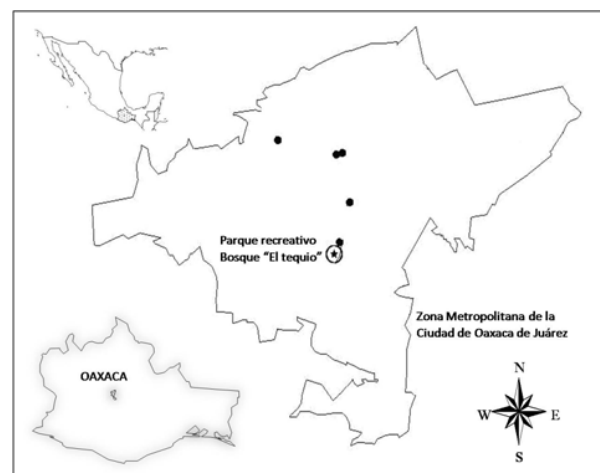 Parque recreativo
Bosque “El tequio”
Zona Metropolitana de la
Ciudad de Oaxaca de Juárez
OAXACA
N
W E
S